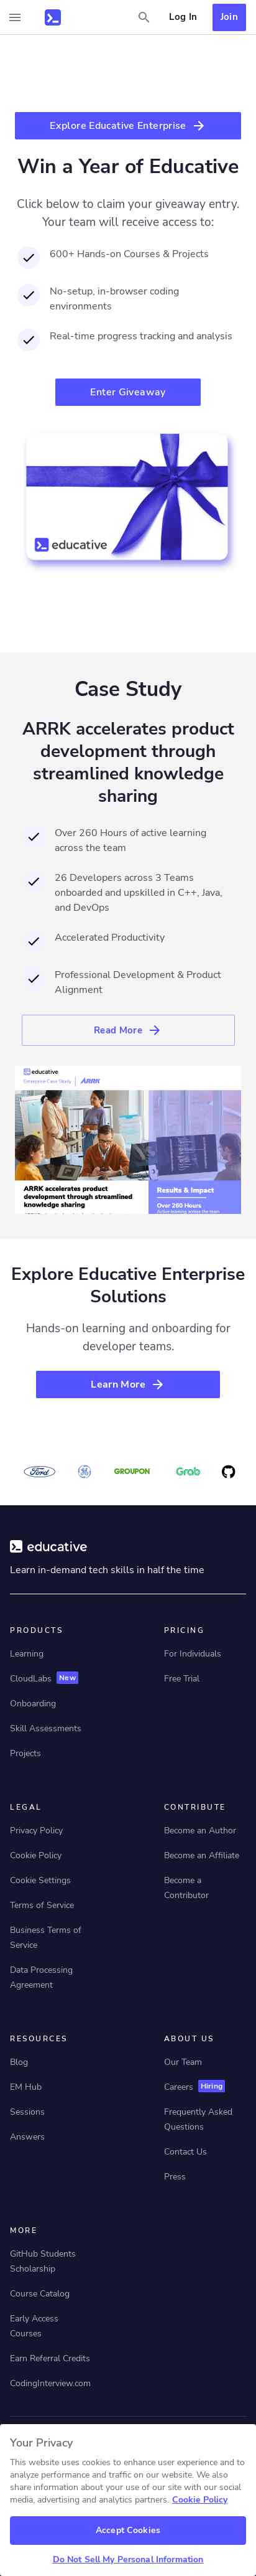 Log In
Join
Explore Educative Enterprise
Win a Year of Educative
Click below to claim your giveaway entry.
Your team will receive access to:
600+ Hands-on Courses & Projects
No-setup, in-browser coding
environments
Real-time progress tracking and analysis
Enter Giveaway
educative
Case Study
ARRK accelerates product
development through
streamlined knowledge
sharing
Over 260 Hours of active learning
across the team
26 Developers across 3 Teams
onboarded and upskilled in C++, Java,
and DevOps
Accelerated Productivity
Professional Development & Product
Alignment
Read More
educative
Enterprise Case Study
ARRK
ARRK accelerates product
development through streamlined
knowledge sharing
Results & Impact
Over 260 Hours
Explore Educative Enterprise
Solutions
Hands-on learning and onboarding for
developer teams.
Learn More
Ford
GROUPON
Grab
educative
Learn in-demand tech skills in half the time
PRODUCTS
Learning
CloudLabs New
Onboarding
Skill Assessments
Projects
PRICING
For Individuals
Free Trial
LEGAL
Privacy Policy
Cookie Policy
Cookie Settings
Terms of Service
Business Terms of
Service
Data Processing
Agreement
CONTRIBUTE
Become an Author
Become an Affiliate
Become a
Contributor
RESOURCES
Blog
EM Hub
Sessions
Answers
ABOUT US
Our Team
Careers Hiring
Frequently Asked
Questions
Contact Us
Press
MORE
GitHub Students
Scholarship
Course Catalog
Early Access
Courses
Earn Referral Credits
CodingInterview.com
Your Privacy
This website uses cookies to enhance user experience and to
analyze performance and traffic on our website. We also
share information about your use of our site with our social
media, advertising and analytics partners. Cookie Policy
Accept Cookies
Do Not Sell My Personal Information